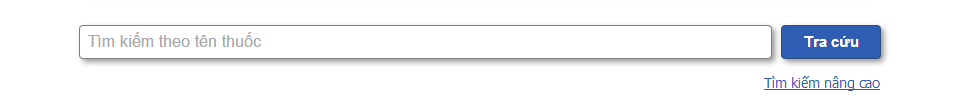 Tìm kiếm theo tên thuốc
Tra cứu
Tìm kiếm nâng cao